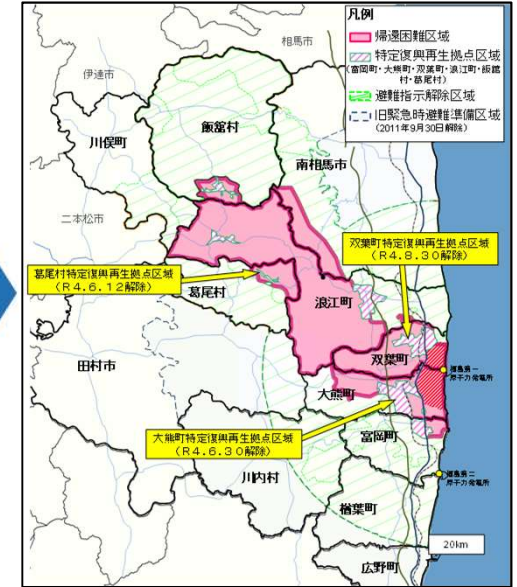 凡例
帰還困難区域
特定復興再生拠点区域
(富岡町・大熊町・双葉町・浪江町・飯舘
村・葛尾村)
避難指示解除区域
旧緊急時避難準備区域
(2011年9月30日解除)
相馬市
伊達市
飯舘村
川俣町
南相馬市
二本松市
双葉町特定復興再生拠点区域
(R4.8.30解除)
葛尾村特定復興再生拠点区域
(R4.6.12解除)
浪江町
葛尾村
双葉町
田村市
福島第一
原子力発電所
大熊町
大熊町特定復興再生拠点区域
(R4.6.30解除)
富岡町
川内村
福島第二
原子力発電所
楢葉町
20km
広野町